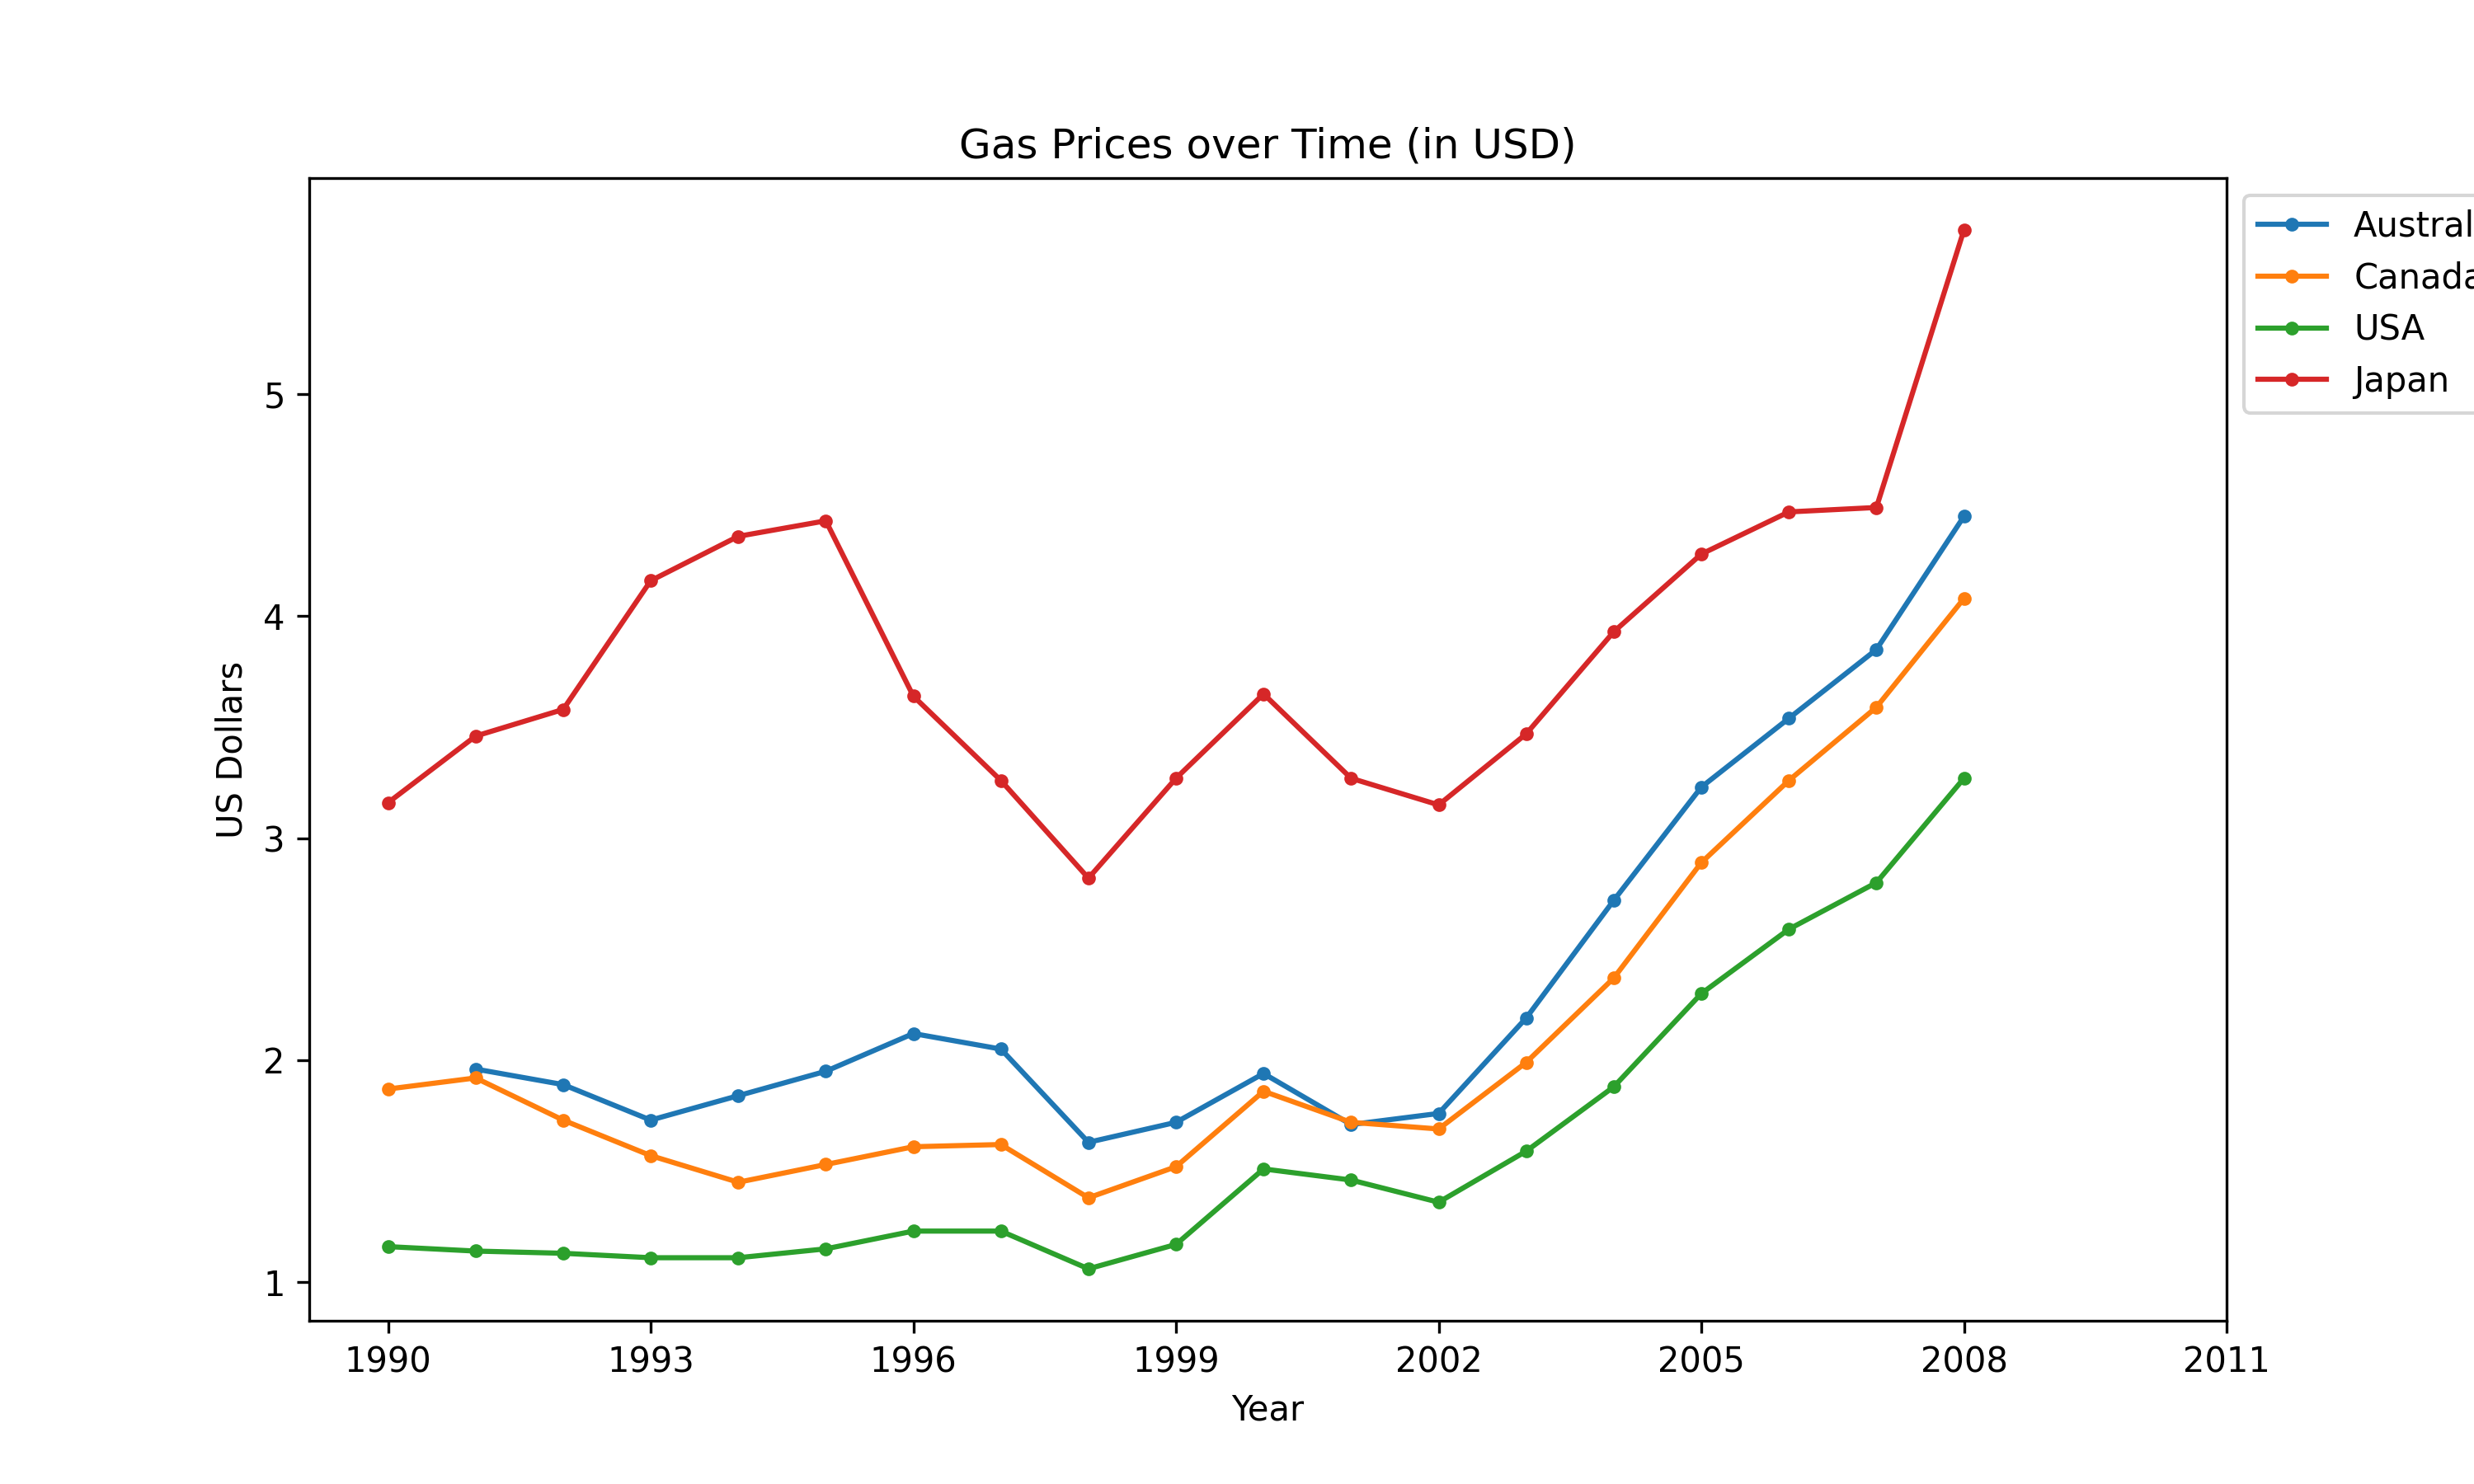 Gas Prices over Time (in USD)
Austral
Canada
USA
Japan
5
4
3
2
1
US Dollars
1990 1993 1996 1999 2002 2005 2008 2011
Year